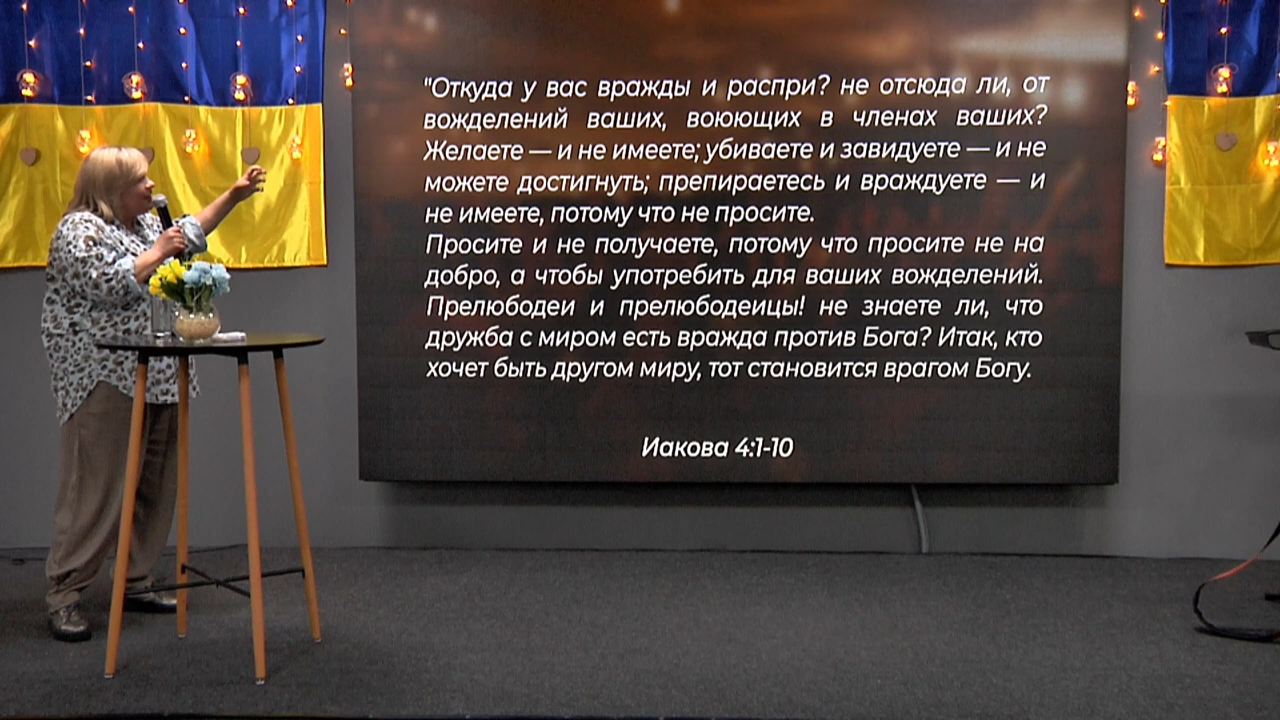 "Откуда у вас вражды и распри? не отсюда ли, от
вожделений ваших, воюющих в членах ваших?
Желаете — и не имеете; убиваете и завидуете — и не
можете достигнуть; препираетесь и враждуете — и
не имеете, потому что не просите.
Просите и не получаете, потому что просите не на
добро, а чтобы употребить для ваших вожделений.
Прелюбодеи и прелюбодеицы! не знаете ли, что
дружба с миром есть вражда против Бога? Итак, кто
хочет быть другом миру, тот становится врагом Богу.
Иакова 4:1-10